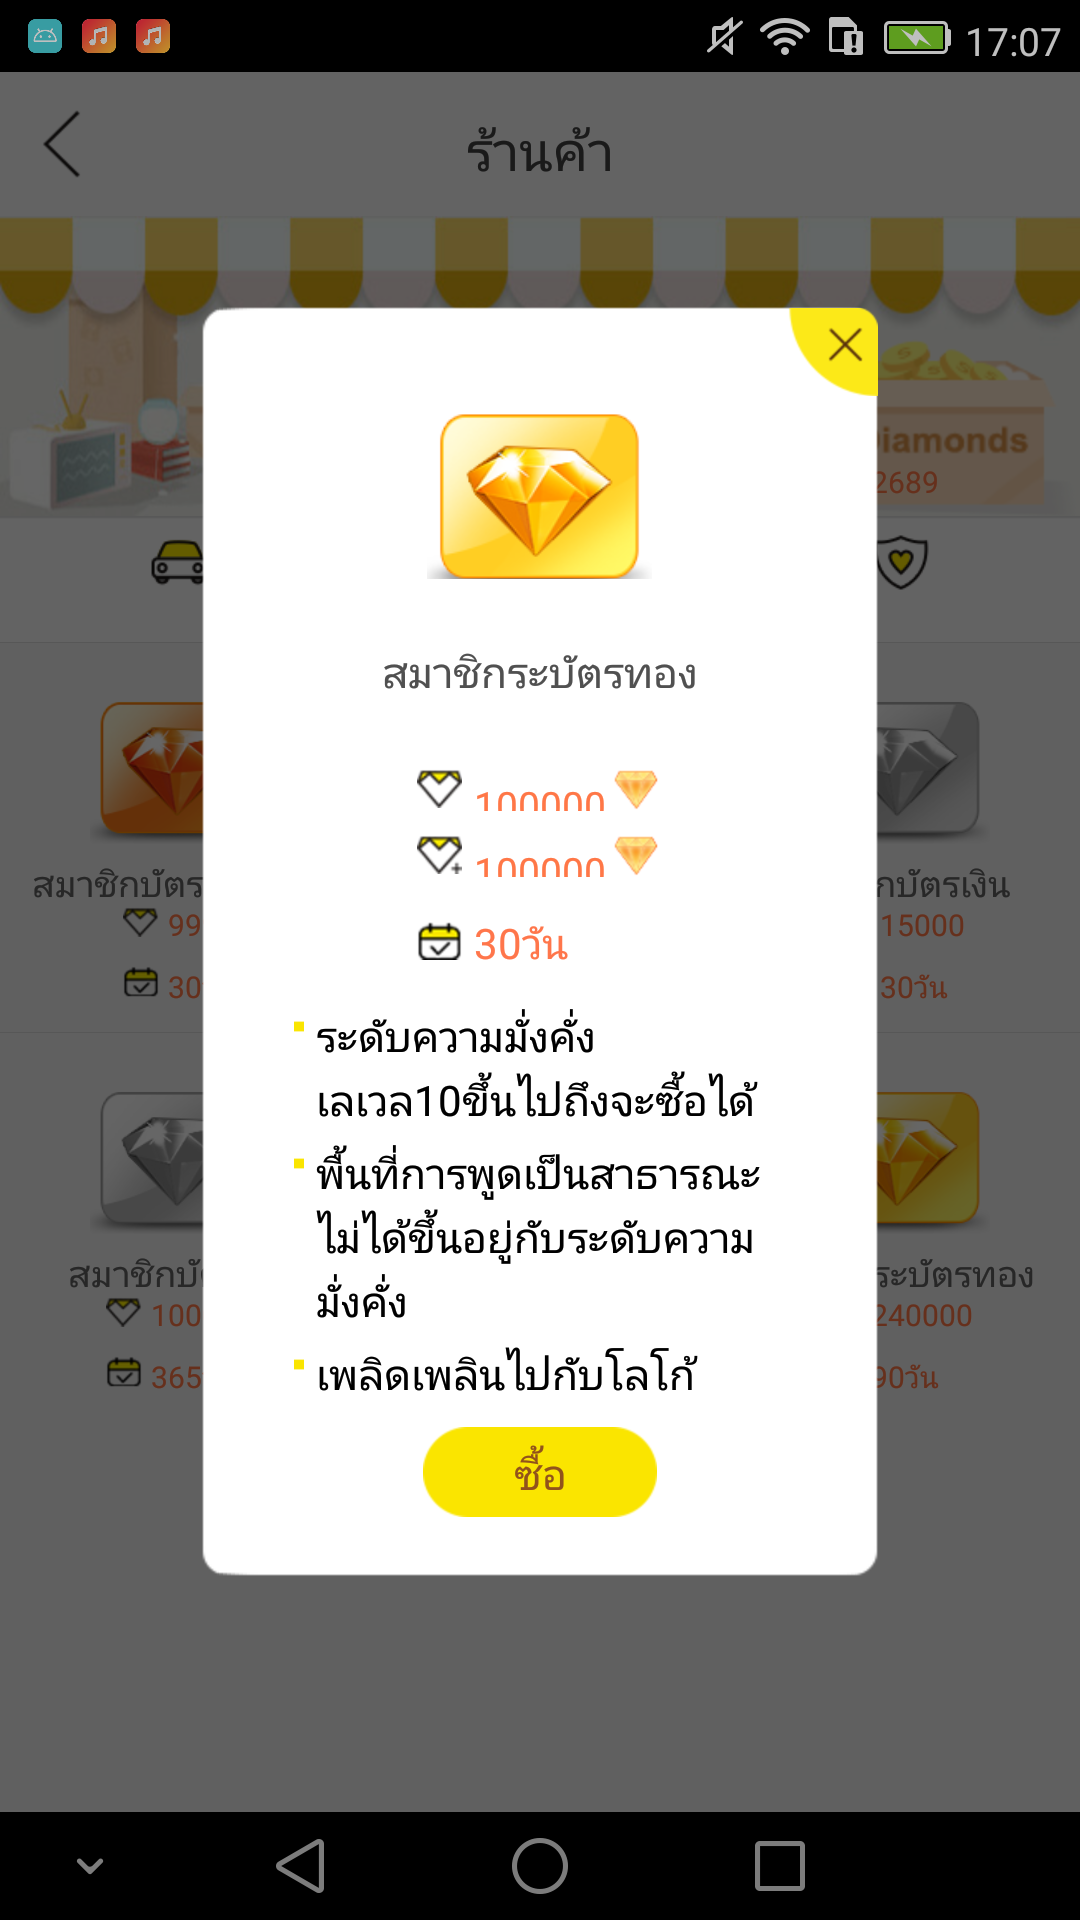 17:07
ร้านค้า
iamonds
2689
สมาชิกระบัตรทอง
100000
100000
30วัน
ระดับความมั่งคั่ง
เลเวล10ขึ้นไปถึงจะซื้อได้
พื้นที่การพูดเป็นสาธารณะ
ไม่ได้ขึ้นอยู่กับระดับความ
มั่งคั่ง
เพลิดเพลินไปกับโลโก้
ซื้อ
สมาชิกบัตร
99
30
กบัตรเงิน
15000
30วัน
สมาชิกบั
100
365
ระบัตรทอง
240000
90วัน